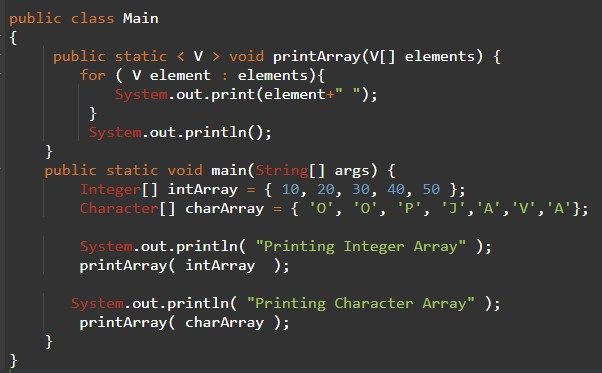 public class Main
{
public static < V > void printArray(V[] elements) {
for ( V element : elements){
System.out.print(element+" ");
}
System.out.println();
}
public static void main(String[] args) {
Integer[] intArray = { 10, 20, 30, 40, 50 };
Character[] charArray = { 'O', 'O', 'P', 'J','A','V','A'};
System.out.println( "Printing Integer Array" );
printArray( intArray  );
System.out.println( "Printing Character Array" );
printArray( charArray );
}
}